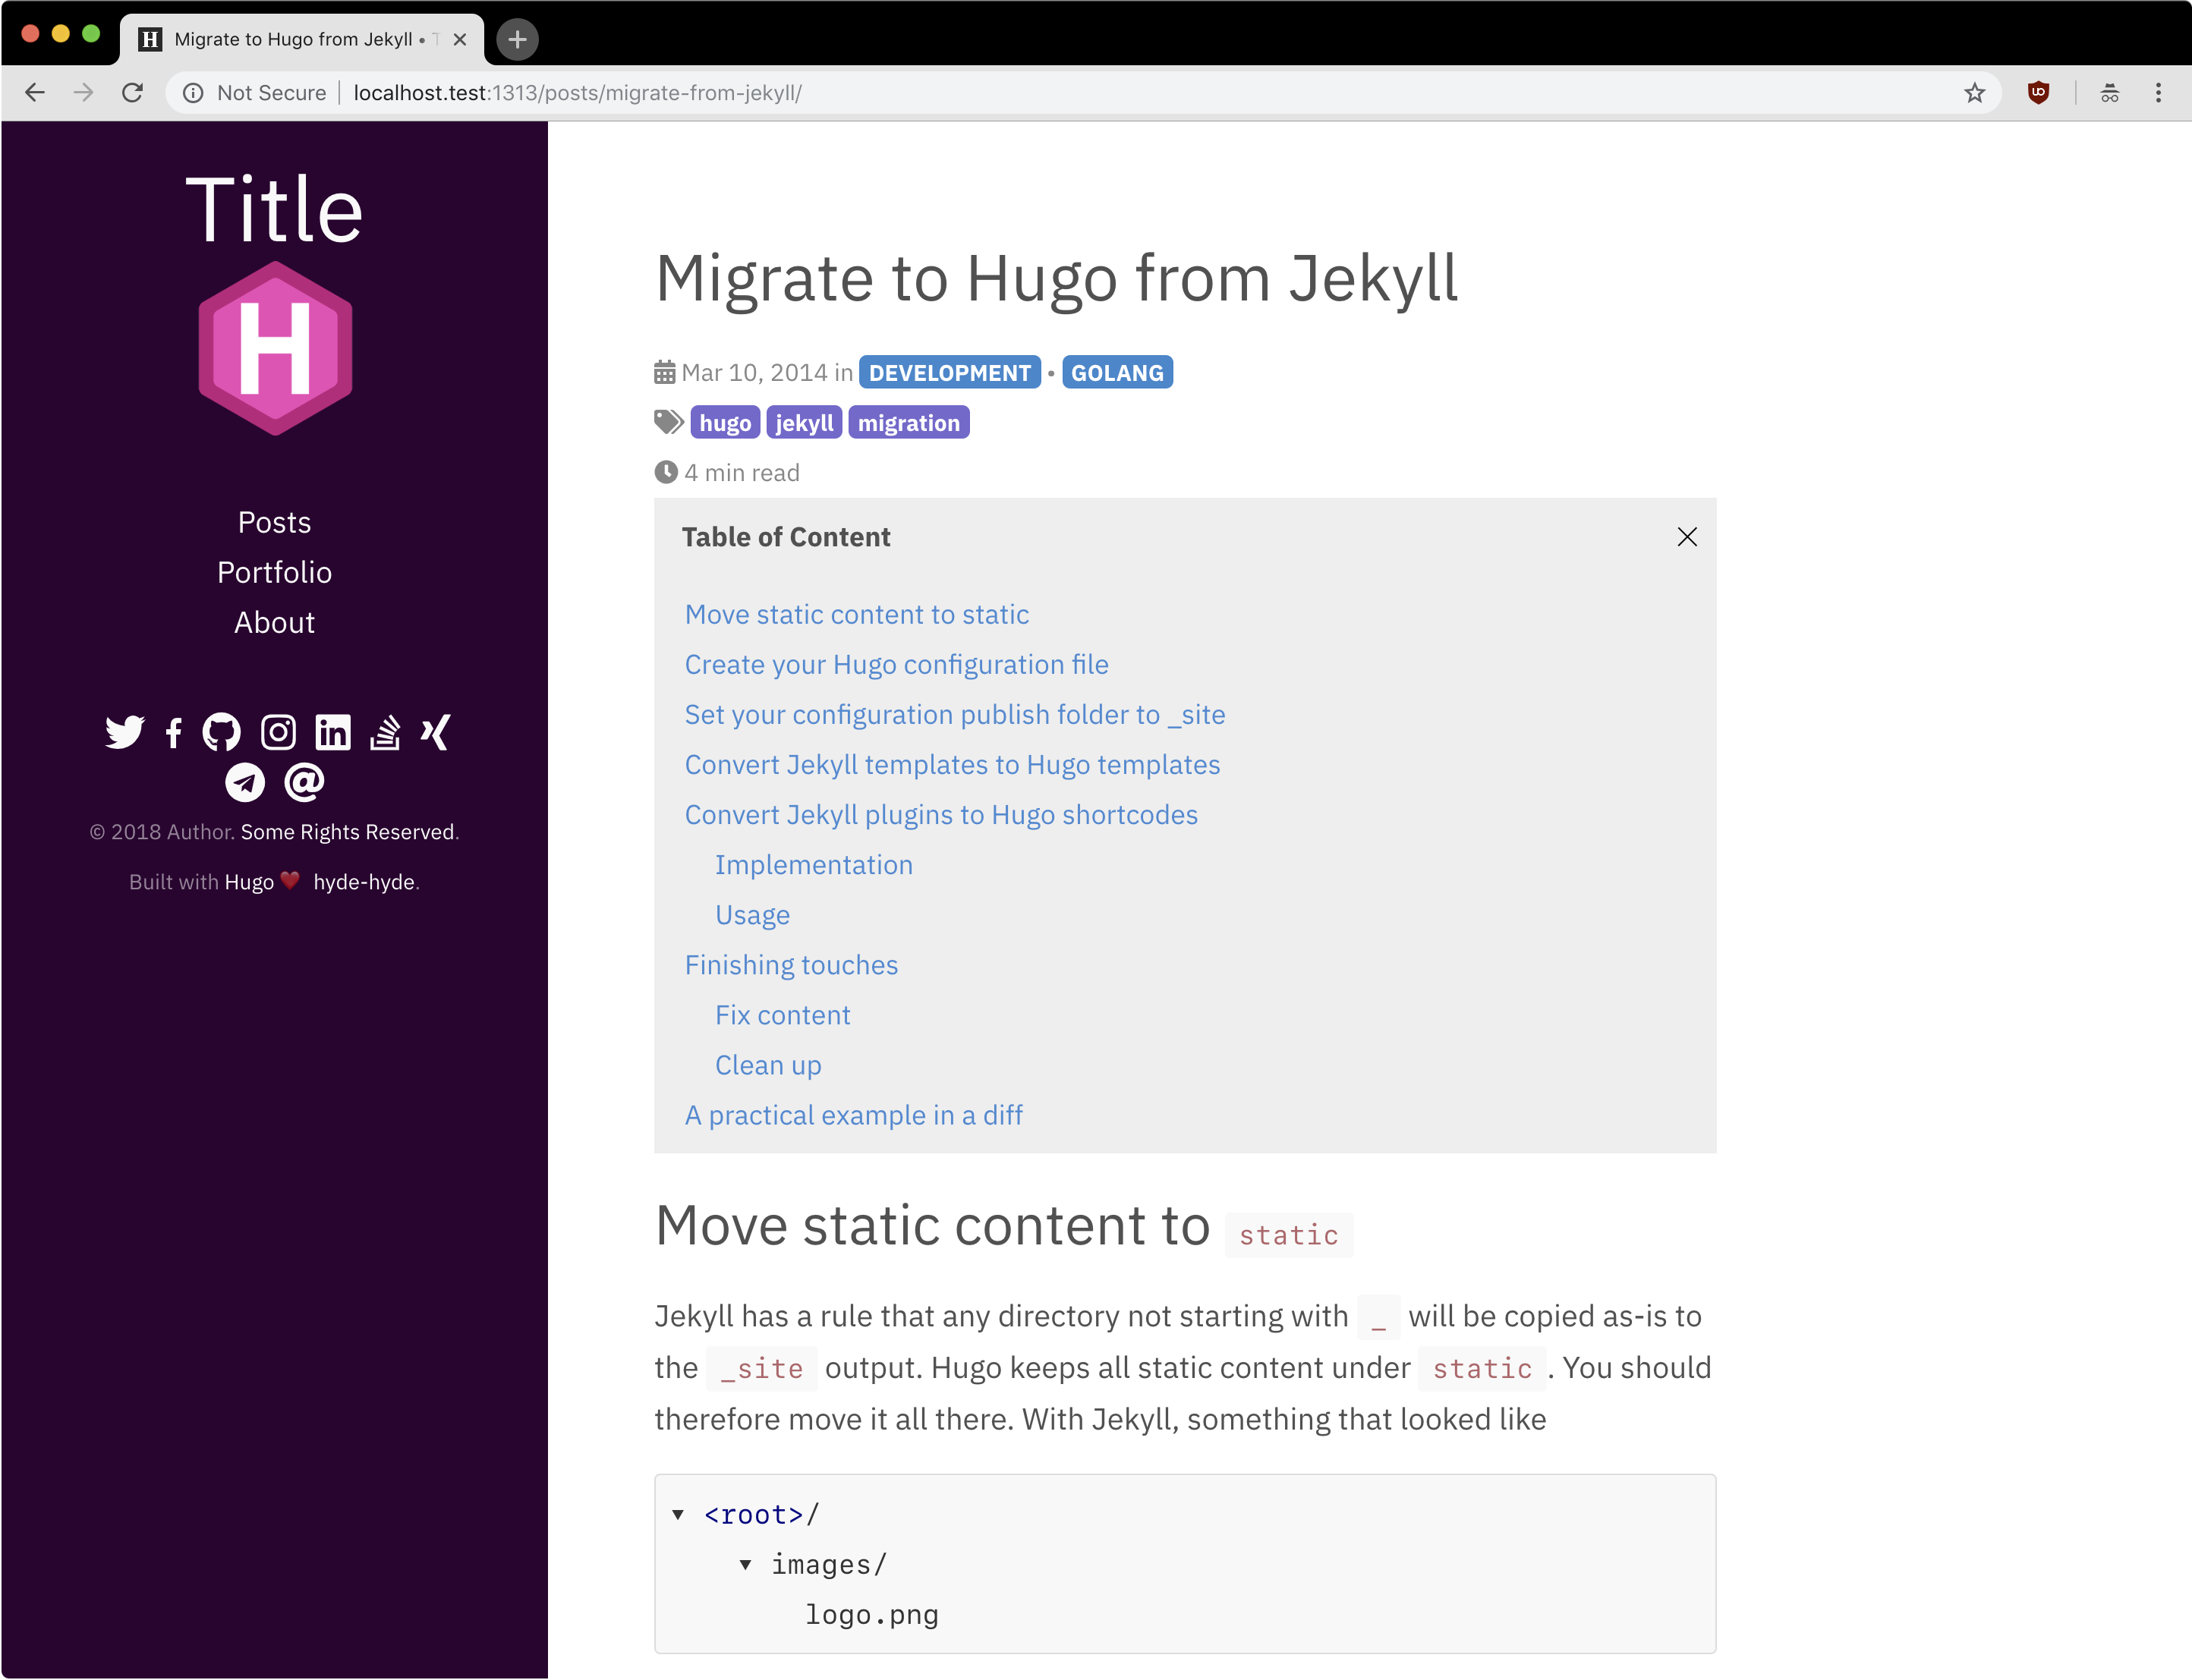 H Migrate to Hugo from Jekyll • T
Not Secure | localhost.test:1313/posts/migrate-from-jekyll/
Title
H
Posts
Portfolio
About
© 2018 Author. Some Rights Reserved.
Built with Hugo ❤️ hyde-hyde.
Migrate to Hugo from Jekyll
Mar 10, 2014 in DEVELOPMENT • GOLANG
hugo jekyll migration
4 min read
Table of Content
Move static content to static
Create your Hugo configuration file
Set your configuration publish folder to _site
Convert Jekyll templates to Hugo templates
Convert Jekyll plugins to Hugo shortcodes
Implementation
Usage
Finishing touches
Fix content
Clean up
A practical example in a diff
Move static content to static
Jekyll has a rule that any directory not starting with _ will be copied as-is to
the _site output. Hugo keeps all static content under static. You should
therefore move it all there. With Jekyll, something that looked like
▾ <root>/
▾ images/
logo.png